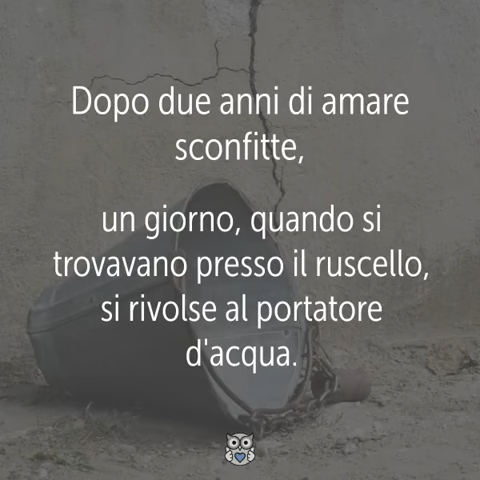 Dopo due anni di amare
sconfitte,
un giorno, quando si
trovavano presso il ruscello,
si rivolse al portatore
d'acqua.